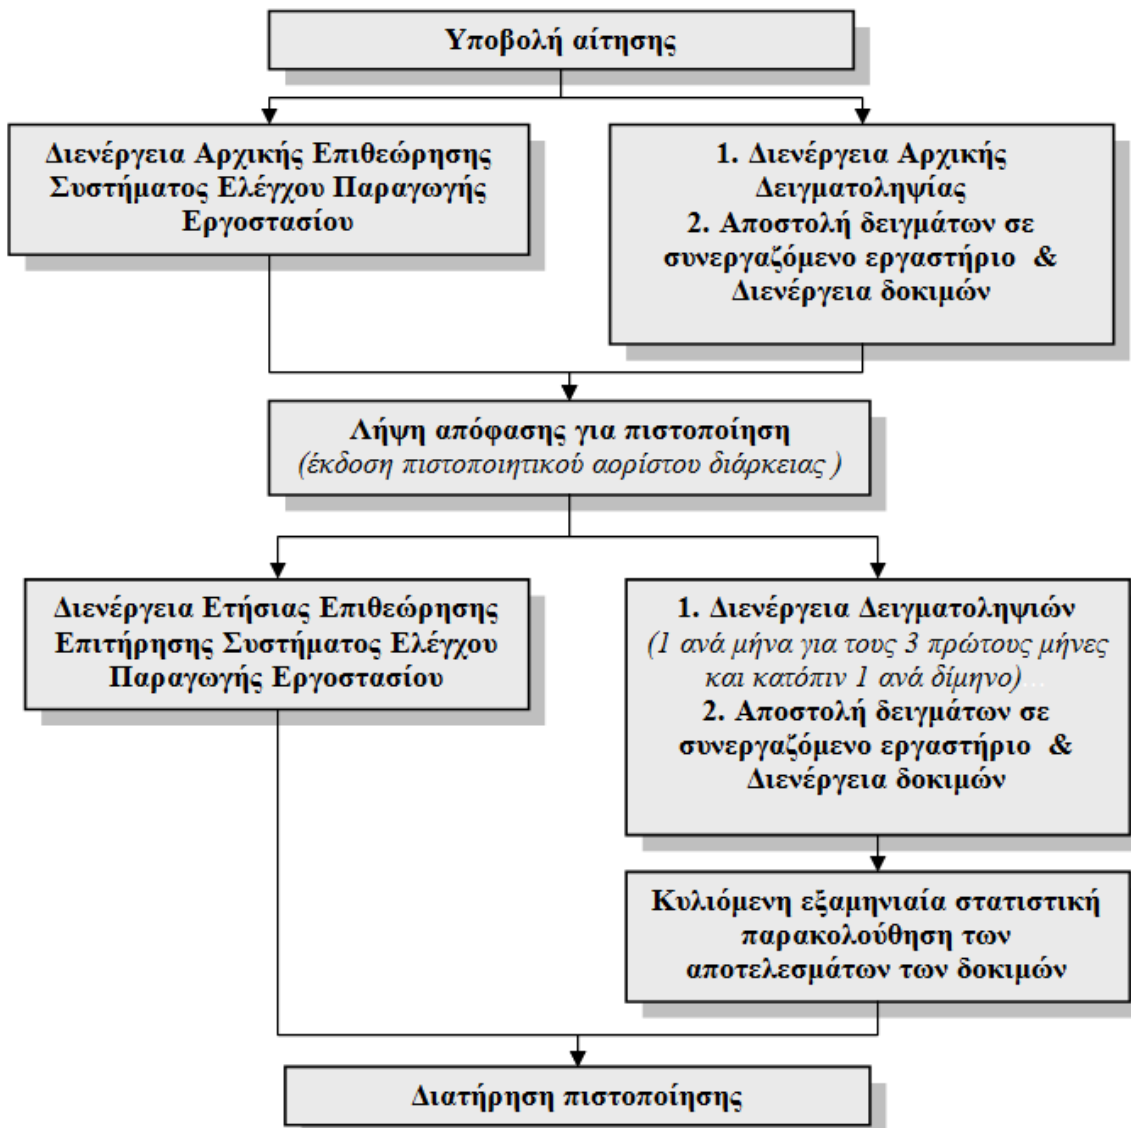 Υποβολή αίτησης
Διενέργεια Αρχικής Επιθεώρησης
Συστήματος Ελέγχου Παραγωγής
Εργοστασίου
1. Διενέργεια Αρχικής
Δειγματοληψίας
2. Αποστολή δειγμάτων σε
συνεργαζόμενο εργαστήριο &
Διενέργεια δοκιμών
Λήψη απόφασης για πιστοποίηση
(έκδοση πιστοποιητικού αορίστου διάρκειας )
Διενέργεια Ετήσιας Επιθεώρησης
Επιτήρησης Συστήματος Ελέγχου
Παραγωγής Εργοστασίου
1. Διενέργεια Δειγματοληψιών
(1 ανά μήνα για τους 3 πρώτους μήνες
και κατόπιν 1 ανά δίμηνο)...
2. Αποστολή δειγμάτων σε
συνεργαζόμενο εργαστήριο &
Διενέργεια δοκιμών
Κυλιόμενη εξαμηνιαία στατιστική
παρακολούθηση των
αποτελεσμάτων των δοκιμών
Διατήρηση πιστοποίησης